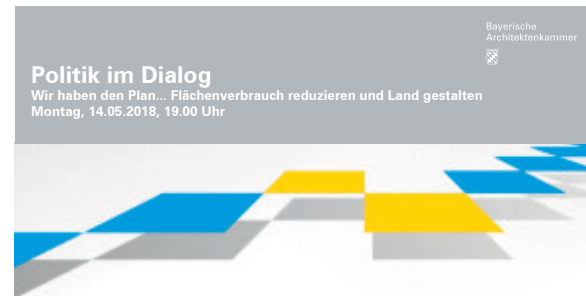 Bayerische
Architektenkammer
Politik im Dialog
Wir haben den Plan... Flächenverbrauch reduzieren und Land gestalten
Montag, 14.05.2018, 19.00 Uhr